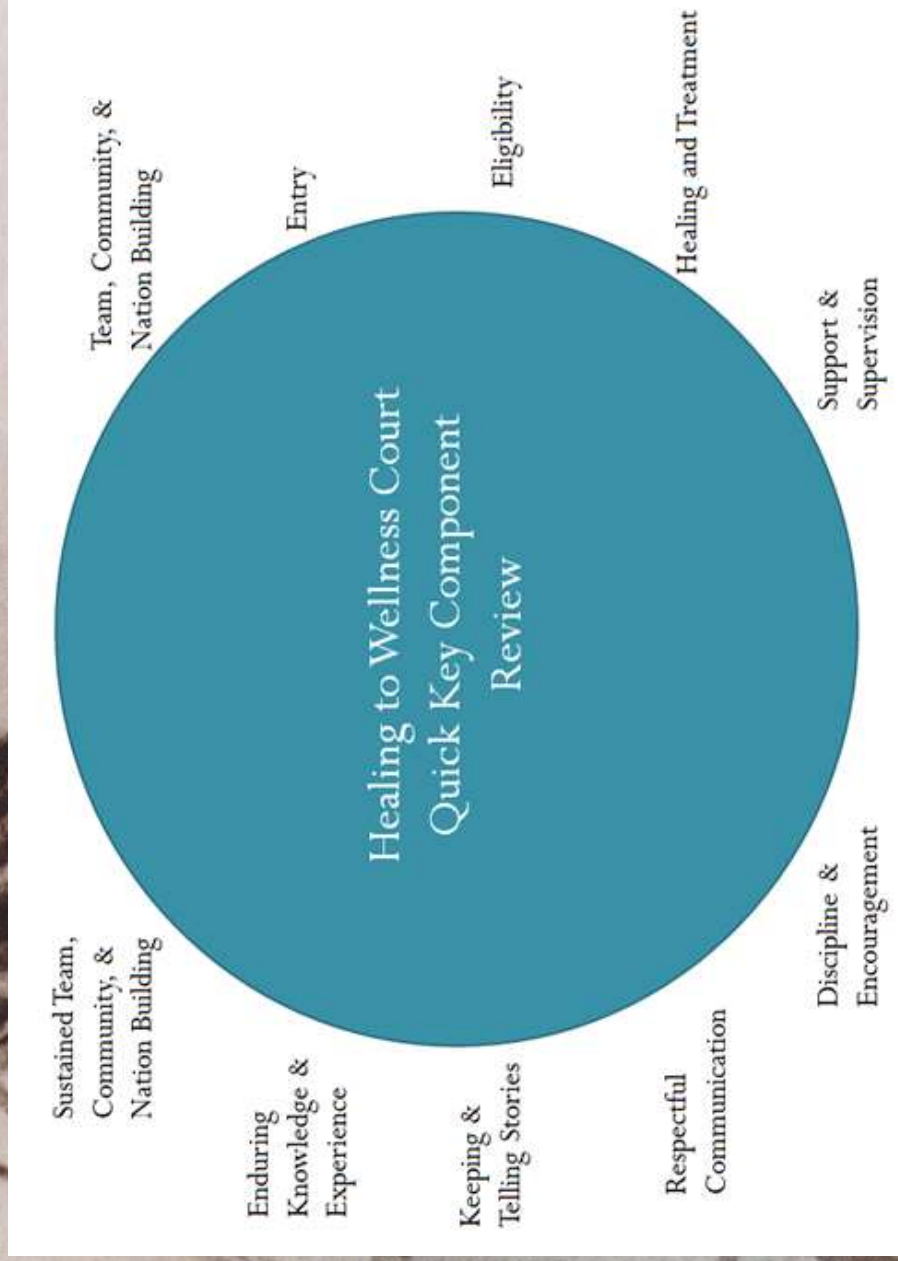 Healing to Wellness Court
Quick Key Component
Review
Team, Community, &
Nation Building
Entry
Eligibility
Healing and Treatment
Support &
Supervision
Discipline &
Encouragement
Respectful
Communication
Keeping &
Telling Stories
Enduring
Knowledge &
Experience
Sustained Team,
Community, &
Nation Building